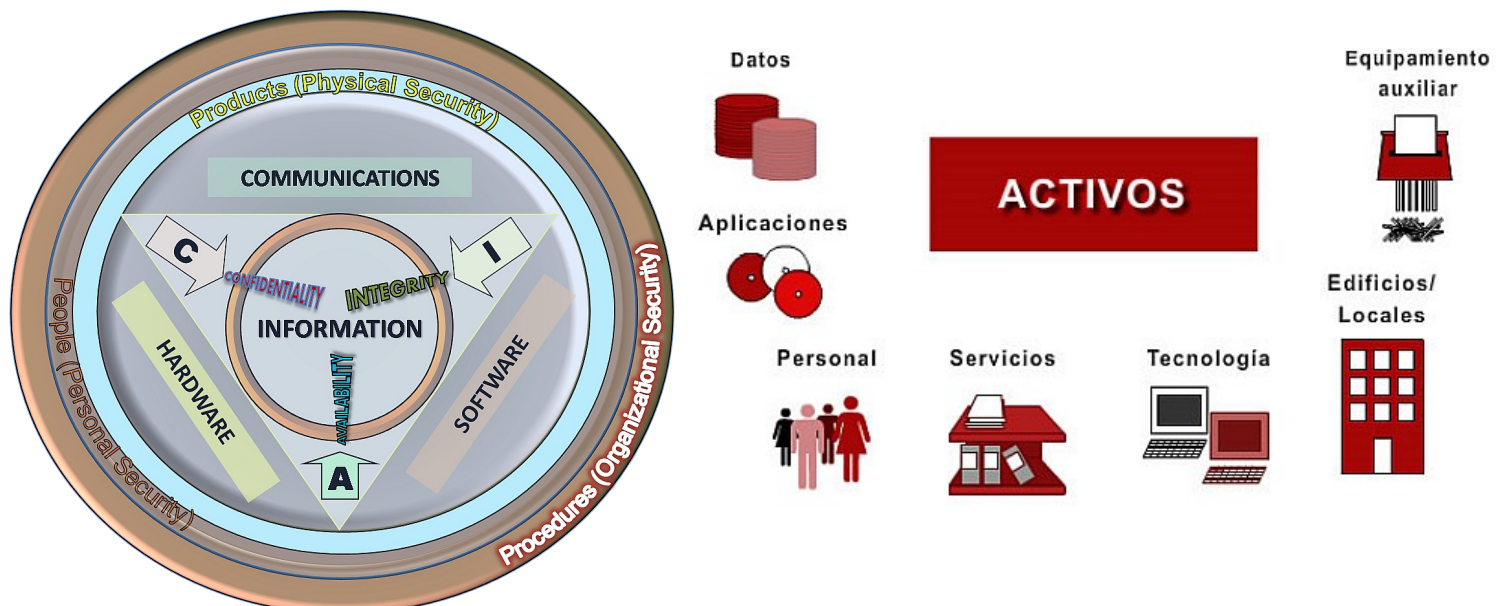 Products (Physical Security)
COMMUNICATIONS
C
I
CONFIDENTIALITY
INTEGRITY
INFORMATION
AVAILABILITY
HARDWARE
SOFTWARE
A
People (Personal Security)
Procedures (Organizational Security)
Datos
Aplicaciones
Personal
Servicios
Tecnología
ACTIVOS
Equipamiento
auxiliar
Edificios/
Locales